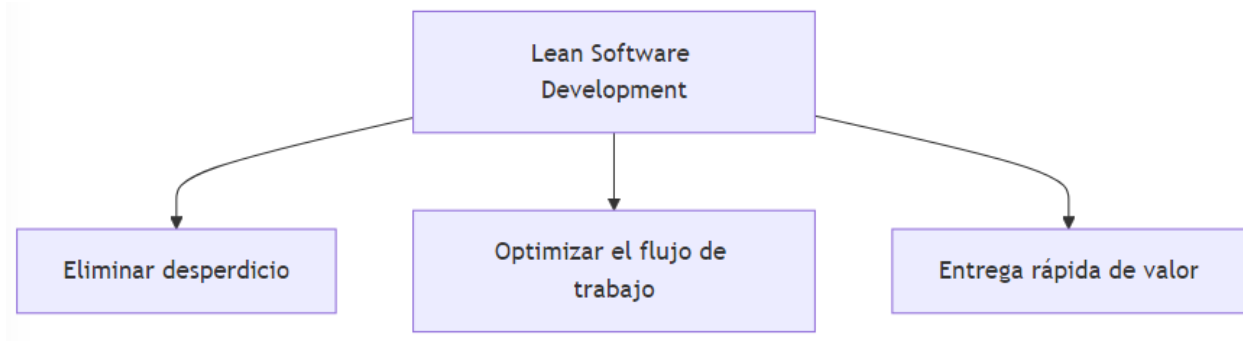 Lean Software
Development
Eliminar desperdicio
Optimizar el flujo de
trabajo
Entrega rápida de valor